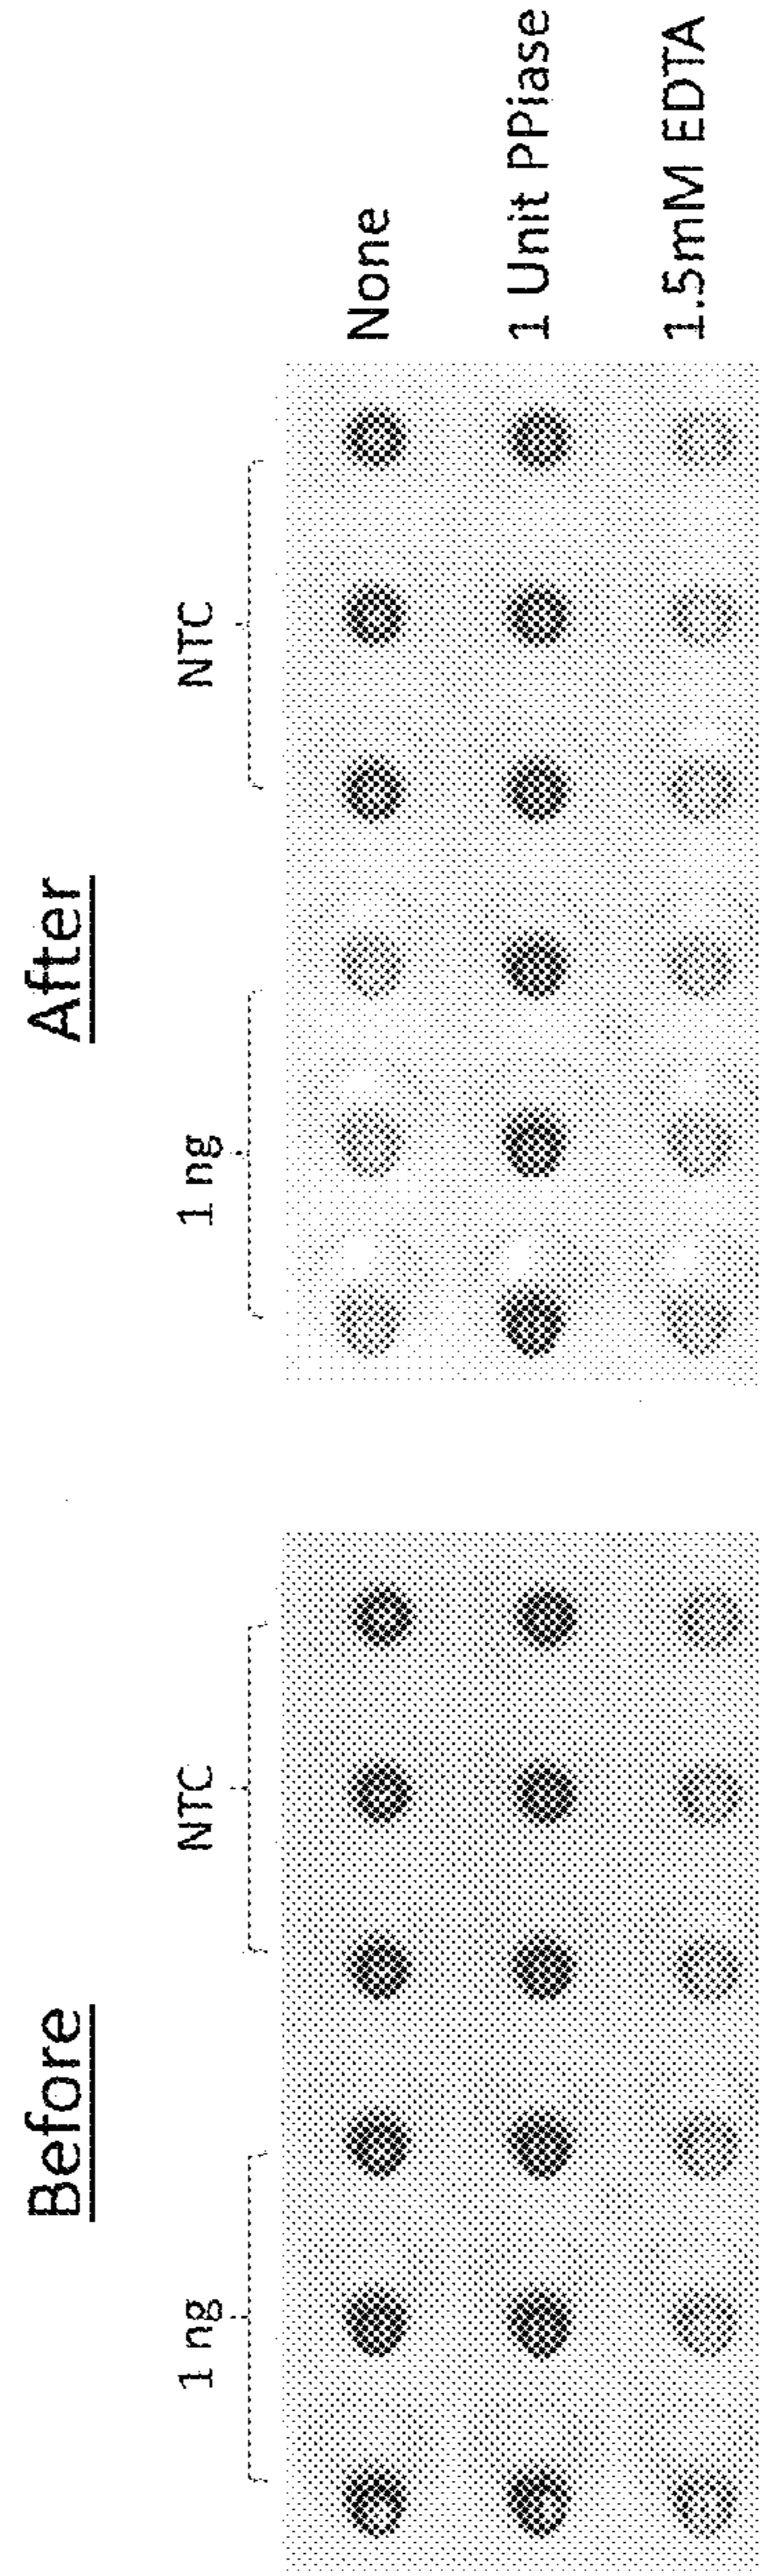 Before
After
1 ng
NTC
1 ng
NTC
None
1 Unit PPiase
1.5mM EDTA